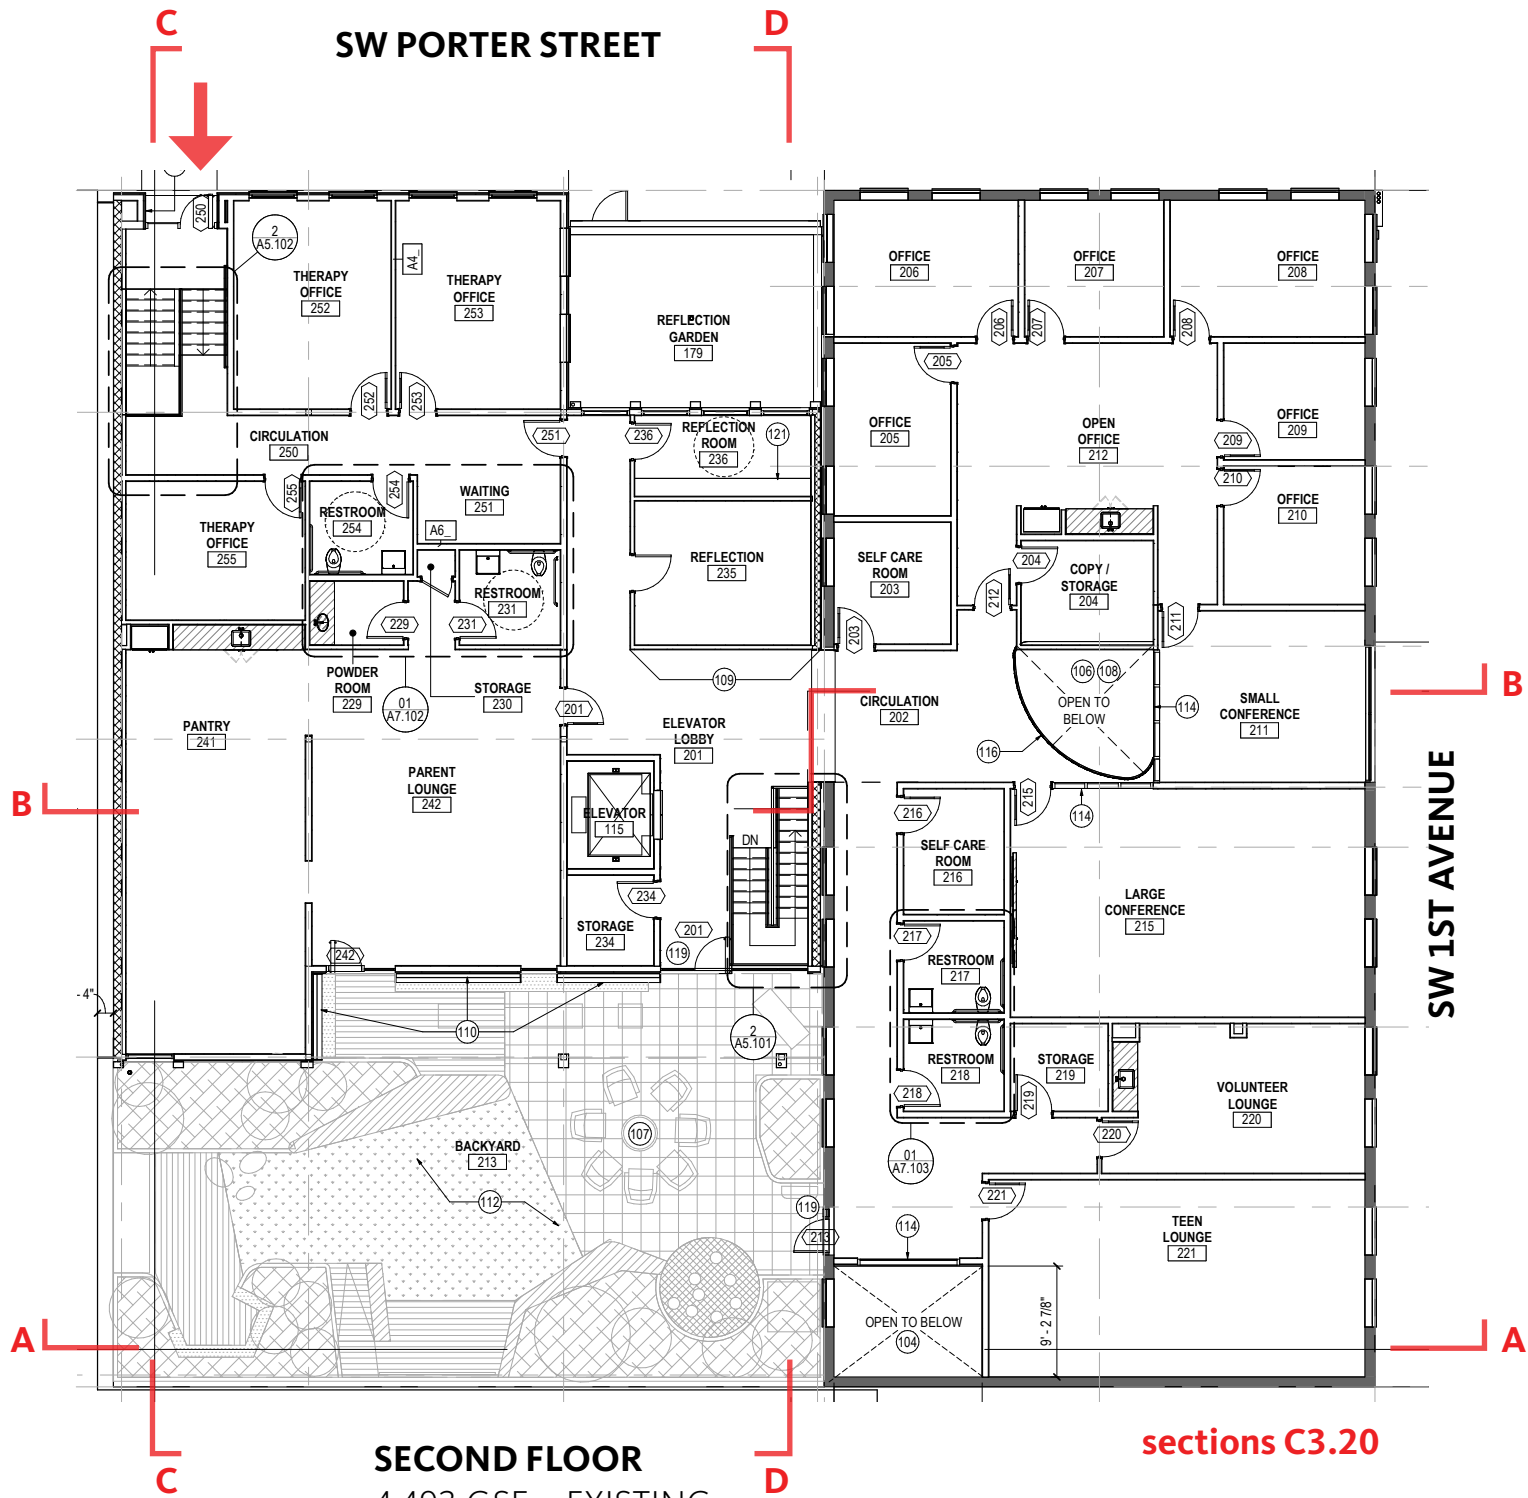 C
D
SW PORTER STREET
250
2
A5.102
THERAPY
OFFICE
252
A4_
THERAPY
OFFICE
253
REFLECTION
GARDEN
179
OFFICE
206
OFFICE
207
OFFICE
208
206
207
208
205
252
253
CIRCULATION
250
251
236
REFLECTION
ROOM
236
121
OFFICE
205
OPEN
OFFICE
212
209
OFFICE
209
210
OFFICE
210
255
254
WAITING
251
RESTROOM
254
A6_
THERAPY
OFFICE
255
REFLECTION
235
SELF CARE
ROOM
203
204
COPY /
STORAGE
204
212
211
203
RESTROOM
231
229
231
POWDER
ROOM
229
01
A7.102
STORAGE
230
109
106
108
OPEN TO
BELOW
114
116
SMALL
CONFERENCE
211
B
PANTRY
241
201
ELEVATOR
LOBBY
201
CIRCULATION
202
PARENT
LOUNGE
242
B
ELEVATOR
115
DN
216
215
114
SELF CARE
ROOM
216
SW 1ST AVENUE
LARGE
CONFERENCE
215
234
STORAGE
234
201
119
242
217
RESTROOM
217
- 4"
110
2
A5.101
RESTROOM
218
218
STORAGE
219
219
VOLUNTEER
LOUNGE
220
220
107
BACKYARD
213
112
01
A7.103
119
213
114
221
TEEN
LOUNGE
221
OPEN TO BELOW
104
9' - 2 7/8"
A
A
C
D
SECOND FLOOR
sections C3.20